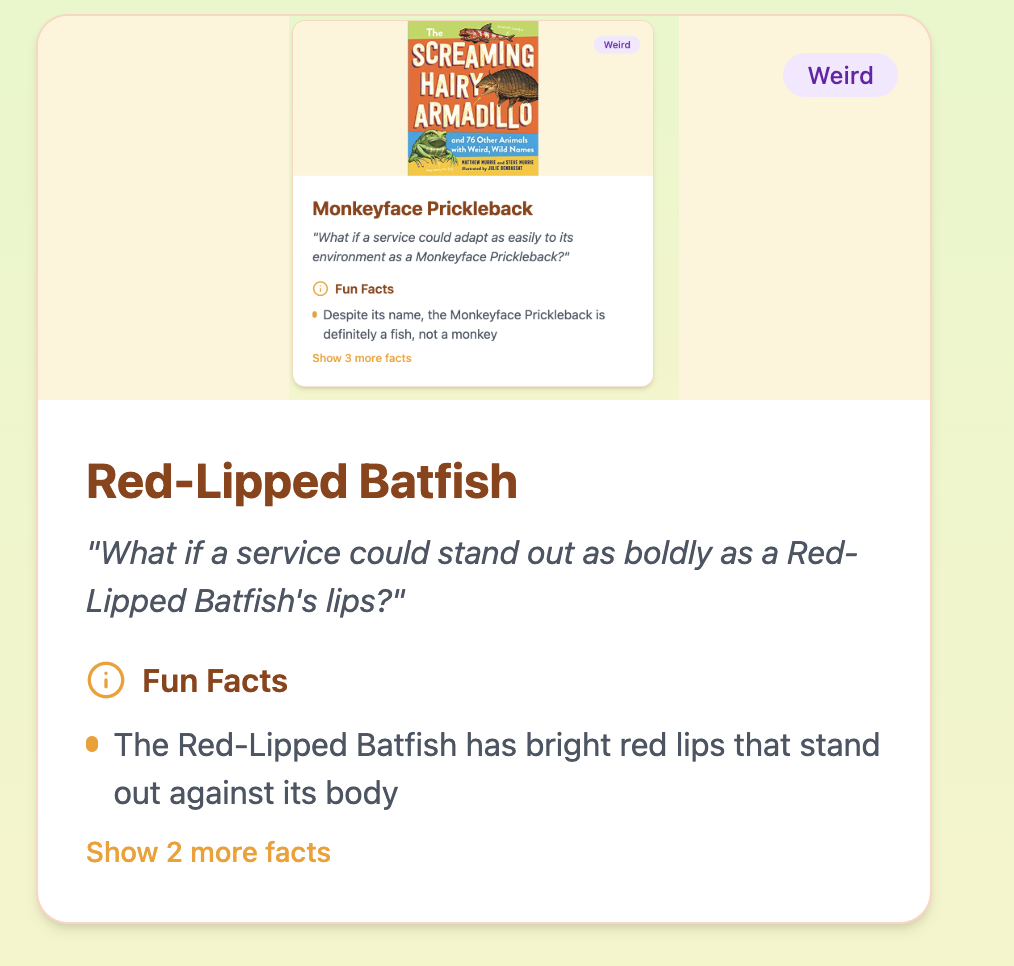 The
SCREAMING
HAIRY
ARMADILLO
and 76 Other Animals
with Weird, Wild Names
MATTHEW MURRIE and STEVE MURRIE
Illustrated by JULIE BENBASSAT
Weird
Weird
Monkeyface Prickleback
"What if a service could adapt as easily to its
environment as a Monkeyface Prickleback?"
Fun Facts
Despite its name, the Monkeyface Prickleback is
definitely a fish, not a monkey
Show 3 more facts
Red-Lipped Batfish
"What if a service could stand out as boldly as a Red-
Lipped Batfish's lips?"
Fun Facts
The Red-Lipped Batfish has bright red lips that stand
out against its body
Show 2 more facts